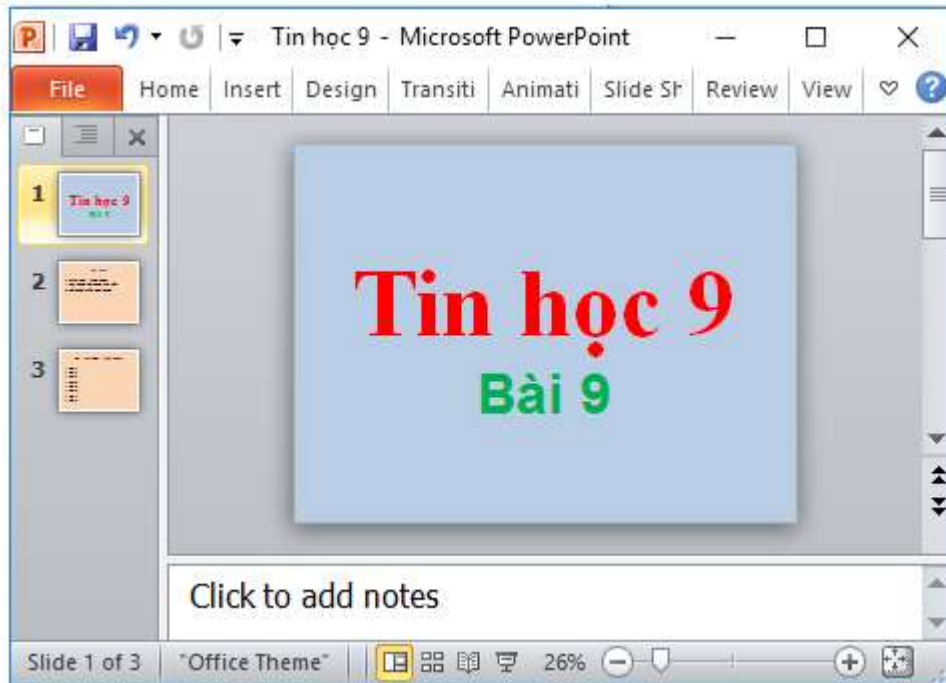 Tin học 9 - Microsoft PowerPoint
File Home Insert Design Transiti Animati Slide Sh Review View
1
Tin học 9
2
3
Tin học 9
Bài 9
Click to add notes
Slide 1 of 3 "Office Theme" 26%